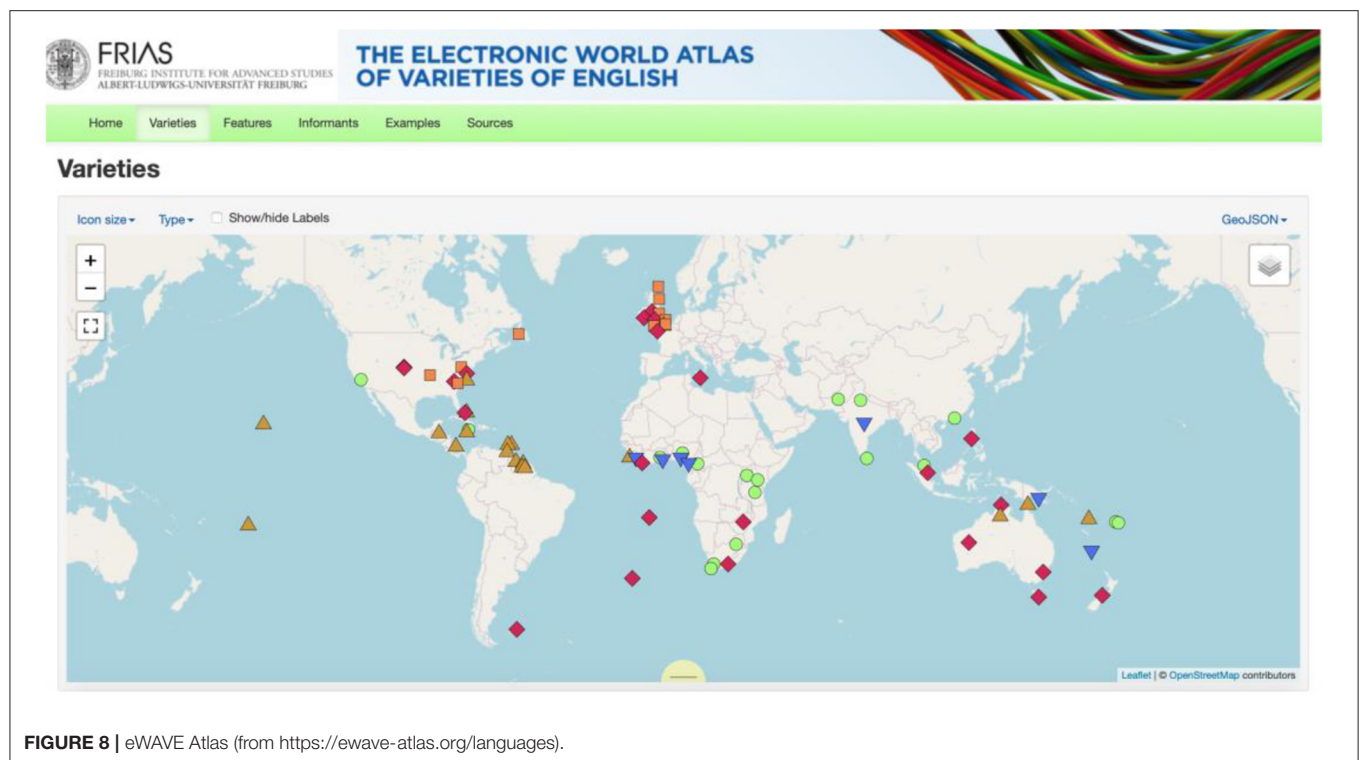 FRIAS
FREIBURG INSTITUTE FOR ADVANCED STUDIES
ALBERT-LUDWIGS-UNIVERSITÄT FREIBURG
THE ELECTRONIC WORLD ATLAS
OF VARIETIES OF ENGLISH
Home Varieties Features Informants Examples Sources
Varieties
Icon size Type Show/hide Labels GeoJSON
+
−
Leaflet | © OpenStreetMap contributors
FIGURE 8 | eWAVE Atlas (from https://ewave-atlas.org/languages).